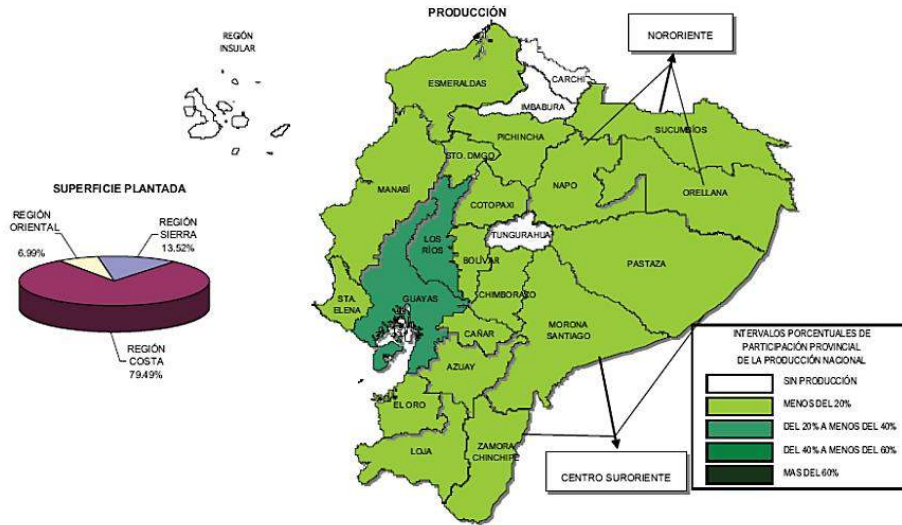 PRODUCCIÓN
REGIÓN
INSULAR
NORORIENTE
ESMERALDAS
CARCHI
IMBABURA
SUCUMBÍOS
PICHINCHA
STO. DMGO
NAPO
ORELLANA
MANABÍ
COTOPAXI
TUNGURAHUA
LOS
RÍOS
BOLÍVAR
PASTAZA
CHIMBORAZO
STA.
ELENA
GUAYAS
MORONA
SANTIAGO
CAÑAR
AZUAY
EL ORO
LOJA
ZAMORA
CHINCHIPE
CENTRO SURORIENTE
SUPERFICIE PLANTADA
REGIÓN
ORIENTAL
6.99%
REGIÓN
SIERRA
13.52%
REGIÓN
COSTA
79.49%
INTERVALOS PORCENTUALES DE
PARTICIPACIÓN PROVINCIAL
DE LA PRODUCCIÓN NACIONAL
SIN PRODUCCIÓN
MENOS DEL 20%
DEL 20% A MENOS DEL 40%
DEL 40% A MENOS DEL 60%
MAS DEL 60%